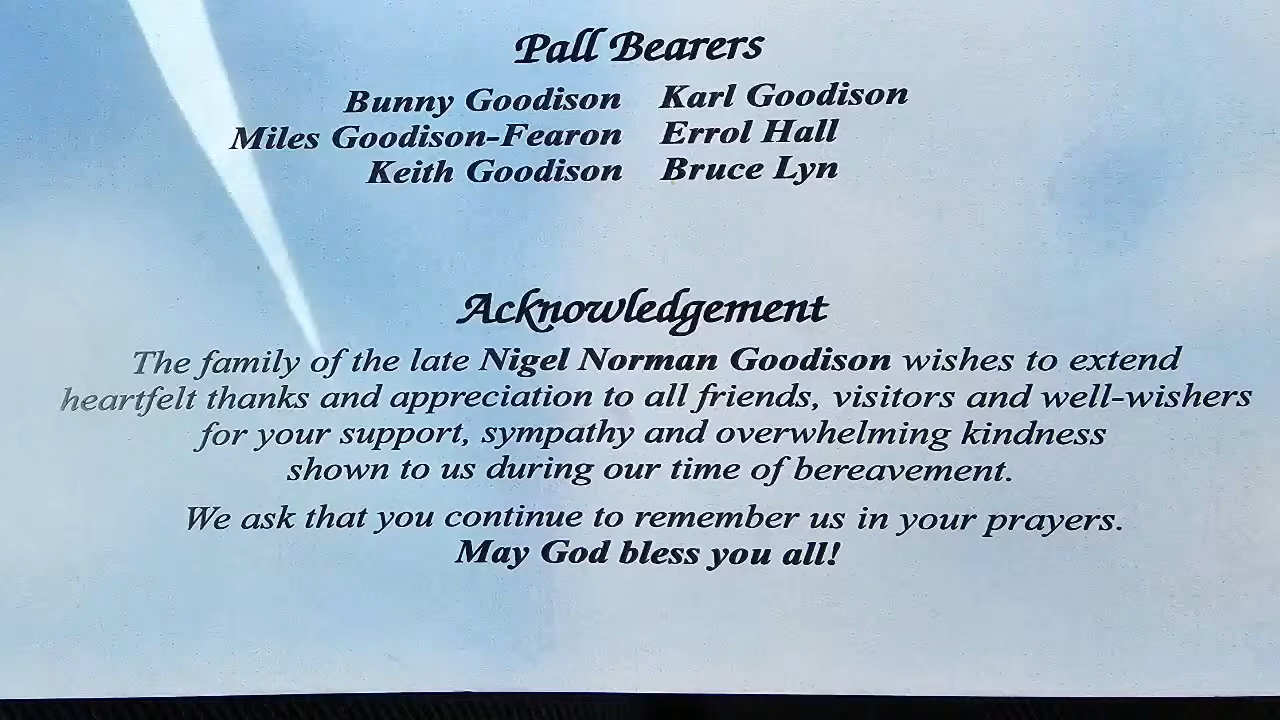 Pall Bearers
Bunny Goodison Karl Goodison
Miles Goodison-Fearon Errol Hall
Keith Goodison Bruce Lyn
Acknowledgement
The family of the late Nigel Norman Goodison wishes to extend
heartfelt thanks and appreciation to all friends, visitors and well-wishers
for your support, sympathy and overwhelming kindness
shown to us during our time of bereavement.
We ask that you continue to remember us in your prayers.
May God bless you all!